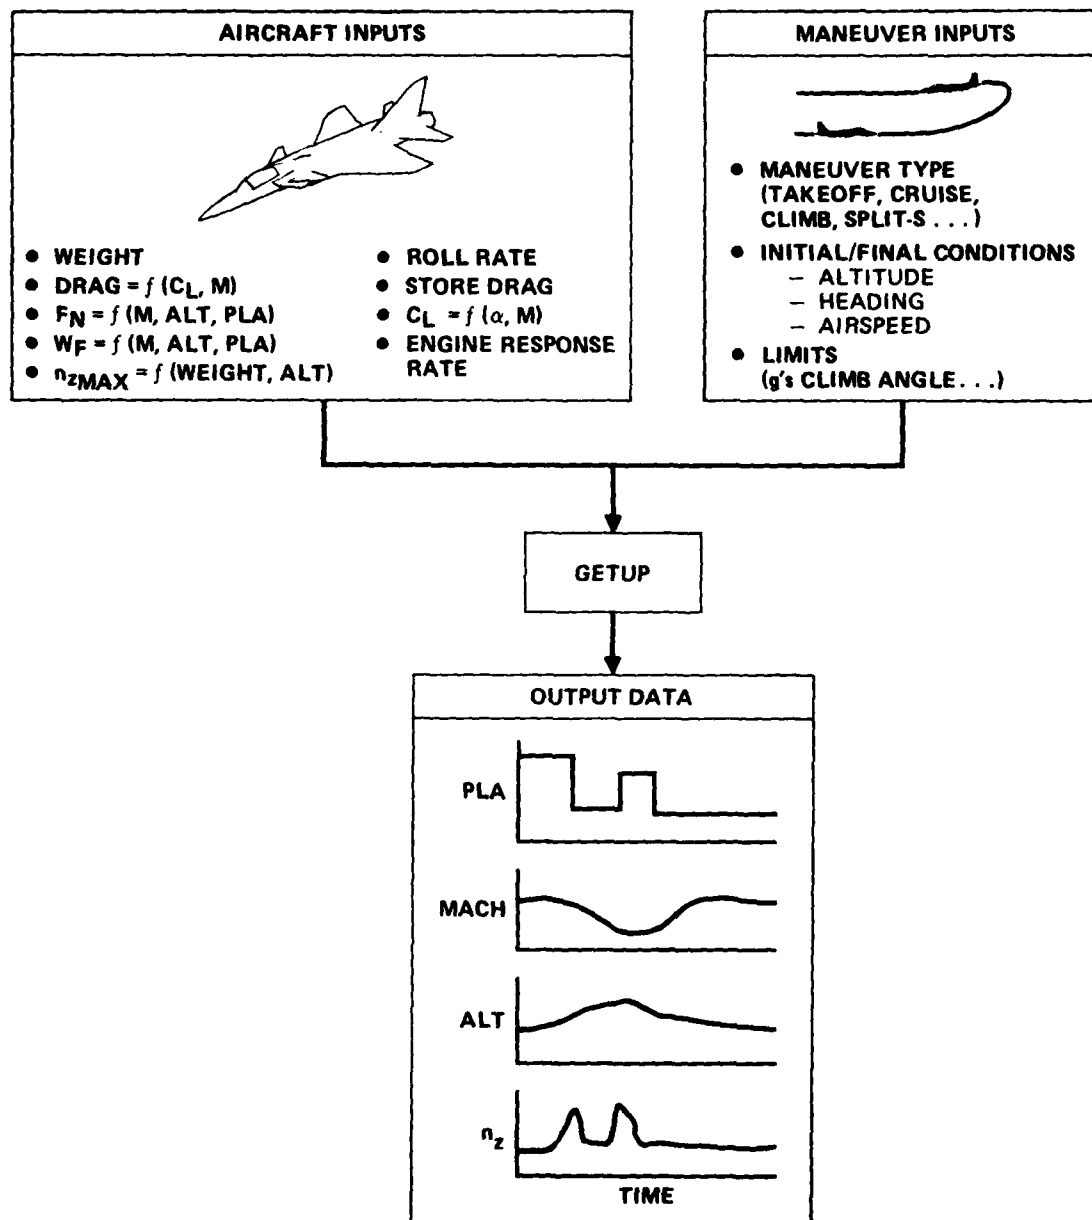 AIRCRAFT INPUTS
● WEIGHT
● DRAG = f (CL, M)
● FN = f (M, ALT, PLA)
● WF = f (M, ALT, PLA)
● nzMAX = f (WEIGHT, ALT)
● ROLL RATE
● STORE DRAG
● CL = f (α, M)
● ENGINE RESPONSE
RATE
MANEUVER INPUTS
● MANEUVER TYPE
(TAKEOFF, CRUISE,
CLIMB, SPLIT-S . . .)
● INITIAL/FINAL CONDITIONS
– ALTITUDE
– HEADING
– AIRSPEED
● LIMITS
(g's CLIMB ANGLE. . .)
GETUP
OUTPUT DATA
PLA
MACH
ALT
nz
TIME